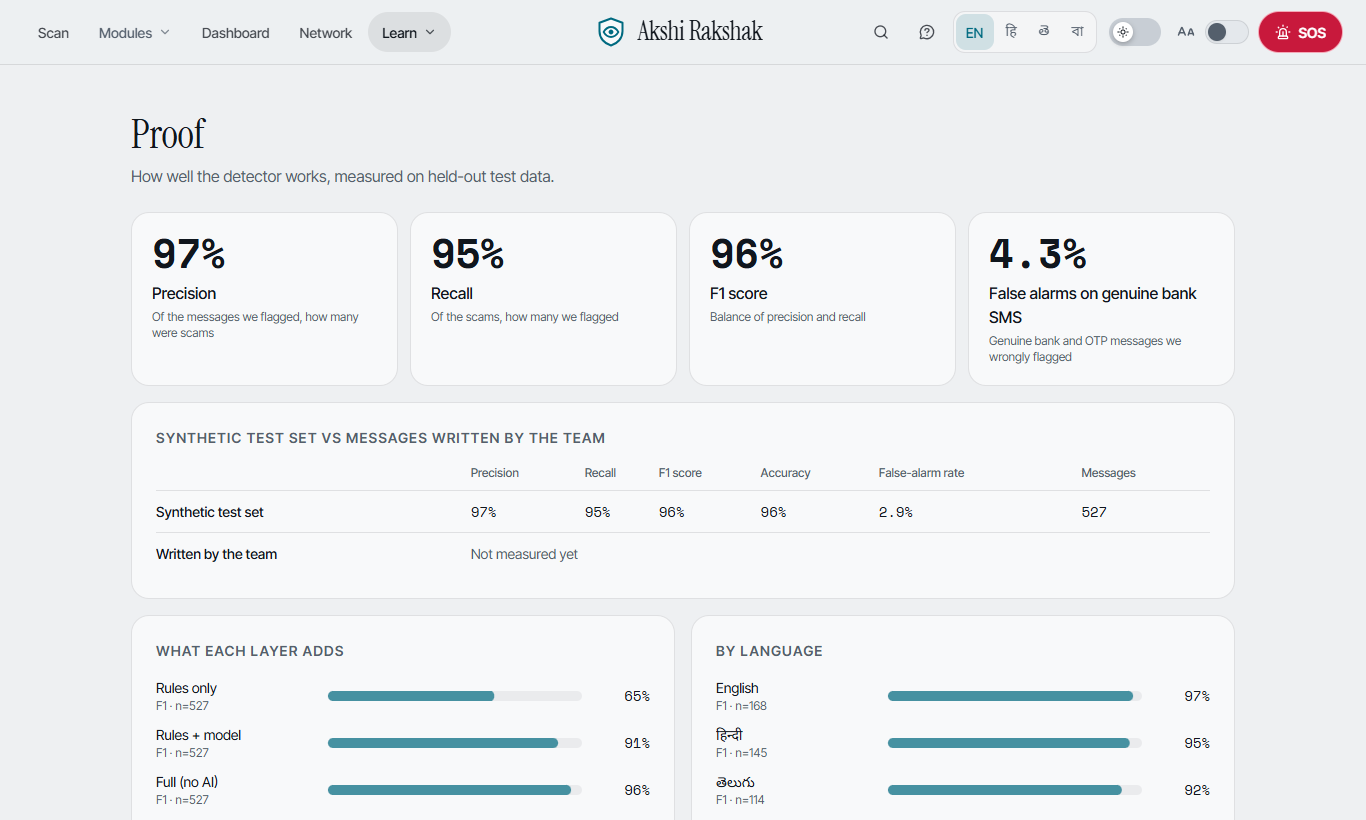 Scan Modules Dashboard Network Learn Akshi Rakshak EN हि తె বা AA SOS
Proof
How well the detector works, measured on held-out test data.
97%
Precision
Of the messages we flagged, how many
were scams
95%
Recall
Of the scams, how many we flagged
96%
F1 score
Balance of precision and recall
4.3%
False alarms on genuine bank
SMS
Genuine bank and OTP messages we
wrongly flagged
SYNTHETIC TEST SET VS MESSAGES WRITTEN BY THE TEAM
Precision Recall F1 score Accuracy False-alarm rate Messages
Synthetic test set 97% 95% 96% 96% 2.9% 527
Written by the team Not measured yet
WHAT EACH LAYER ADDS
Rules only 65%
F1 · n=527
Rules + model 91%
F1 · n=527
Full (no AI) 96%
F1 · n=527
BY LANGUAGE
English 97%
F1 · n=168
हिन्दी 95%
F1 · n=145
తెలుగు 92%
F1 · n=114